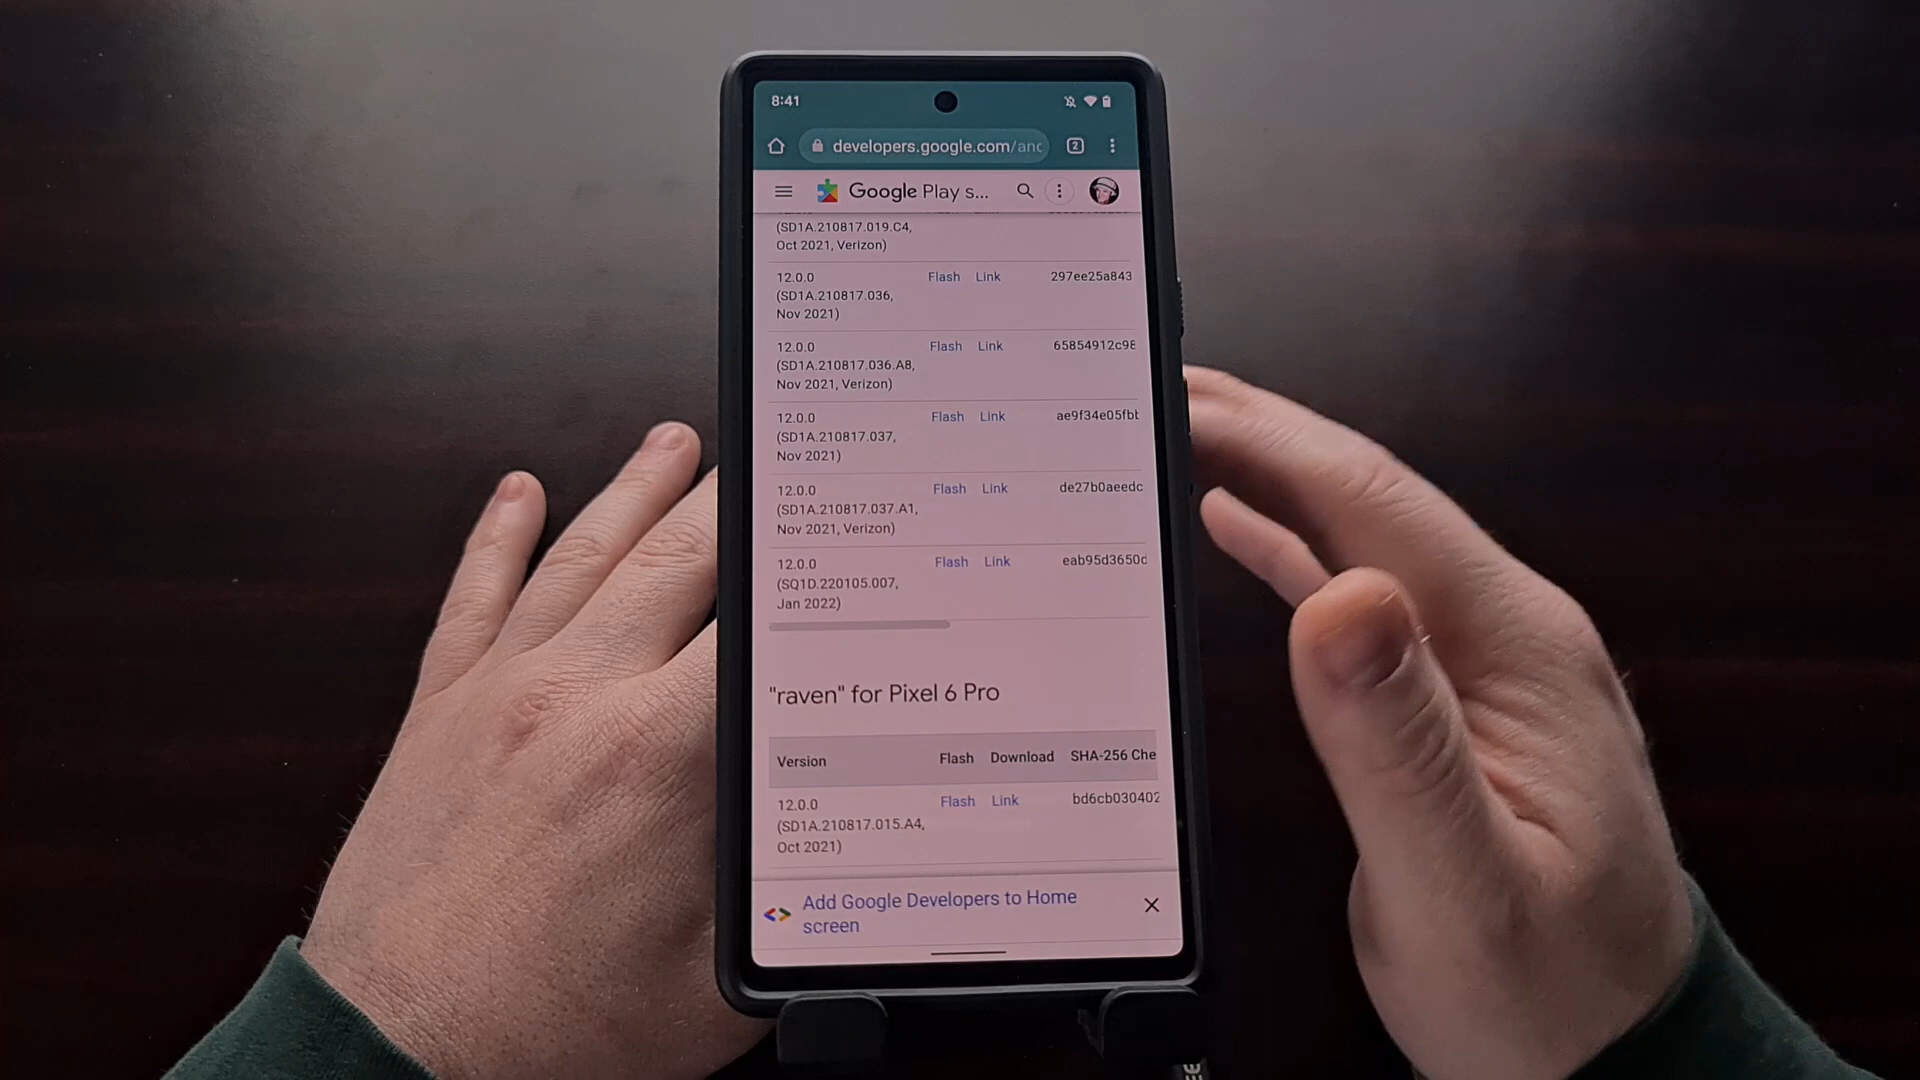 8:41
developers.google.com/and
2
Google Play s...
(SD1A.210817.019.C4,
Oct 2021, Verizon)
12.0.0 Flash Link 297ee25a843
(SD1A.210817.036,
Nov 2021)
12.0.0 Flash Link 65854912c98
(SD1A.210817.036.A8,
Nov 2021, Verizon)
12.0.0 Flash Link ae9f34e05fbb
(SD1A.210817.037,
Nov 2021)
12.0.0 Flash Link de27b0aeedc
(SD1A.210817.037.A1,
Nov 2021, Verizon)
12.0.0 Flash Link eab95d3650d
(SQ1D.220105.007,
Jan 2022)
"raven" for Pixel 6 Pro
Version Flash Download SHA-256 Che
12.0.0 Flash Link bd6cb030402
(SD1A.210817.015.A4,
Oct 2021)
Add Google Developers to Home
screen